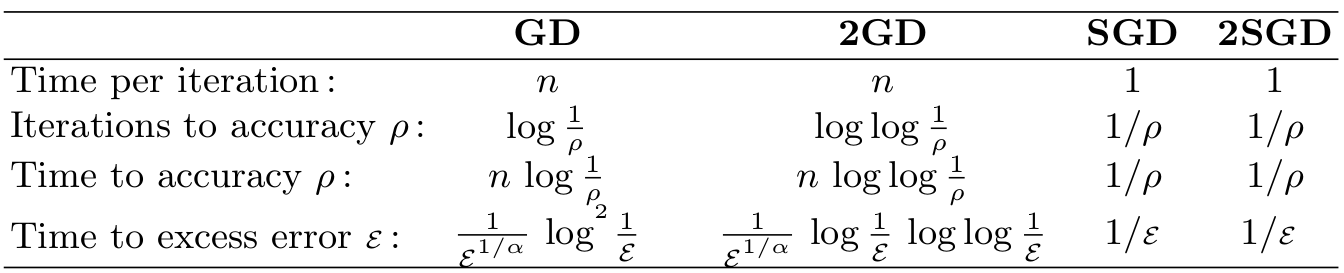 GD 2GD SGD 2SGD
Time per iteration : n n 1 1
Iterations to accuracy ρ : log 1/ρ log log 1/ρ 1/ρ 1/ρ
Time to accuracy ρ : n log 1/ρ n log log 1/ρ 1/ρ 1/ρ
Time to excess error ε : 1/ε^{1/α} log² 1/ε 1/ε^{1/α} log 1/ε log log 1/ε 1/ε 1/ε